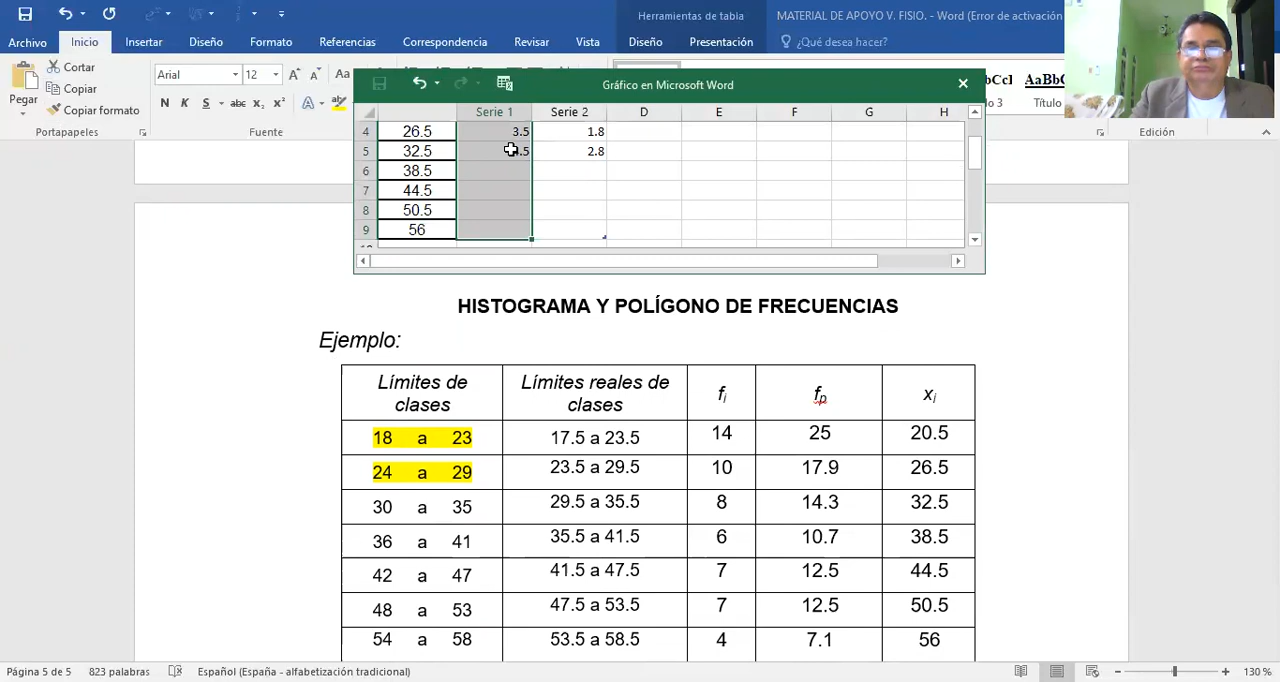 Herramientas de tabla
MATERIAL DE APOYO V. FISIO. - Word (Error de activación
Archivo Inicio Insertar Diseño Formato Referencias Correspondencia Revisar Vista Diseño Presentación ¿Qué desea hacer?
Pegar
Cortar
Copiar
Copiar formato
Arial 12
Aa
N K S abc x₂ x² A
Portapapeles Fuente
AaBbC
3 Título
Edición
Gráfico en Microsoft Word
Serie 1 Serie 2 D E F G H
4 26.5 3.5 1.8
5 32.5 .5 2.8
6 38.5
7 44.5
8 50.5
9 56
HISTOGRAMA Y POLÍGONO DE FRECUENCIAS
Ejemplo:
Límites de clases Límites reales de clases fi fp xi
18 a 23 17.5 a 23.5 14 25 20.5
24 a 29 23.5 a 29.5 10 17.9 26.5
30 a 35 29.5 a 35.5 8 14.3 32.5
36 a 41 35.5 a 41.5 6 10.7 38.5
42 a 47 41.5 a 47.5 7 12.5 44.5
48 a 53 47.5 a 53.5 7 12.5 50.5
54 a 58 53.5 a 58.5 4 7.1 56
Página 5 de 5 823 palabras Español (España - alfabetización tradicional) 130 %